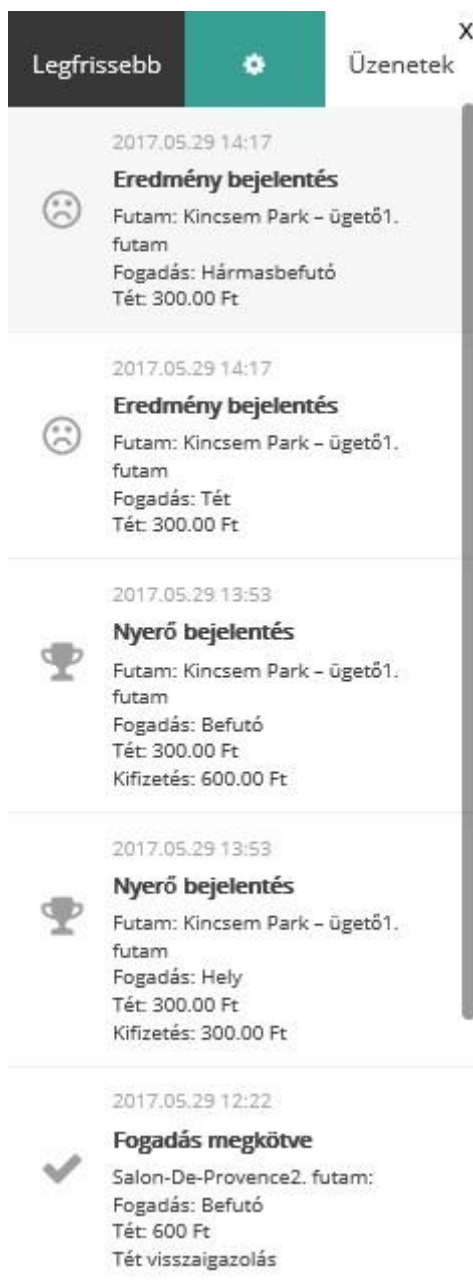 X
Legfrissebb
Üzenetek
2017.05.29 14:17
Eredmény bejelentés
Futam: Kincsem Park – ügető1.
futam
Fogadás: Hármasbefutó
Tét: 300.00 Ft
2017.05.29 14:17
Eredmény bejelentés
Futam: Kincsem Park – ügető1.
futam
Fogadás: Tét
Tét: 300.00 Ft
2017.05.29 13:53
Nyerő bejelentés
Futam: Kincsem Park – ügető1.
futam
Fogadás: Befutó
Tét: 300.00 Ft
Kifizetés: 600.00 Ft
2017.05.29 13:53
Nyerő bejelentés
Futam: Kincsem Park – ügető1.
futam
Fogadás: Hely
Tét: 300.00 Ft
Kifizetés: 300.00 Ft
2017.05.29 12:22
Fogadás megkötve
Salon-De-Provence2. futam:
Fogadás: Befutó
Tét: 600 Ft
Tét visszaigazolás